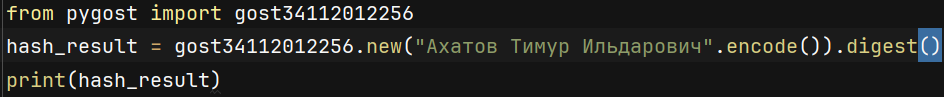 from pygost import gost34112012256
hash_result = gost34112012256.new("Ахатов Тимур Ильдарович".encode()).digest()
print(hash_result)